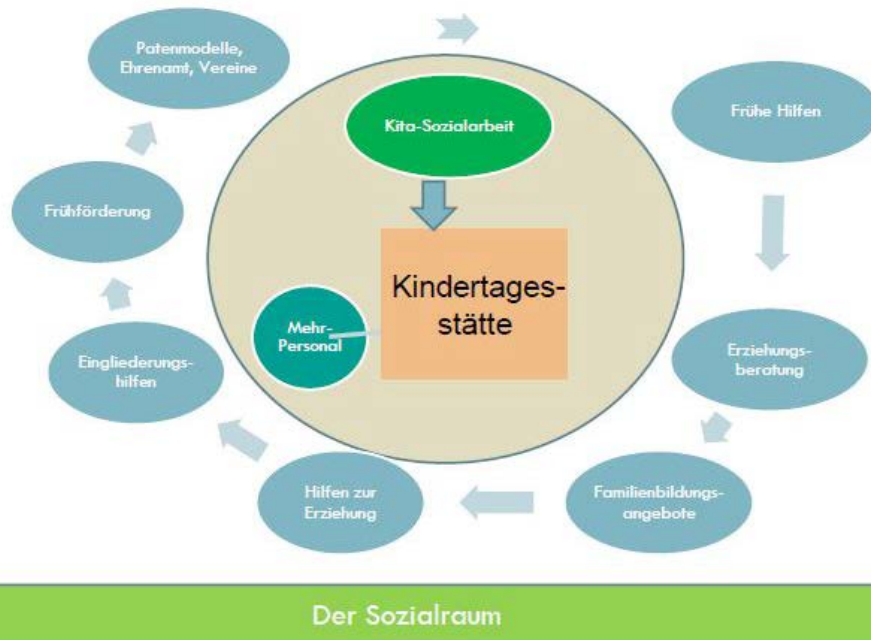 Patenmodelle,
Ehrenamt, Vereine
Kita-Sozialarbeit
Frühe Hilfen
Frühförderung
Kindertages-
stätte
Mehr-
Personal
Eingliederungs-
hilfen
Erziehungs-
beratung
Hilfen zur
Erziehung
Familienbildungs-
angebote
Der Sozialraum